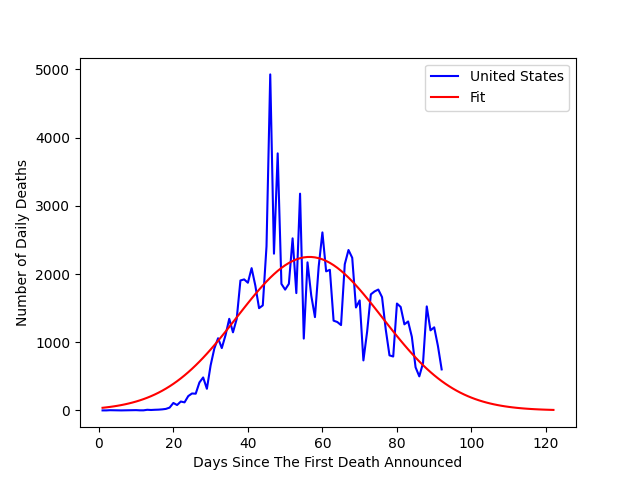 United States
Fit
5000
4000
3000
2000
1000
0
Number of Daily Deaths
0 20 40 60 80 100 120
Days Since The First Death Announced